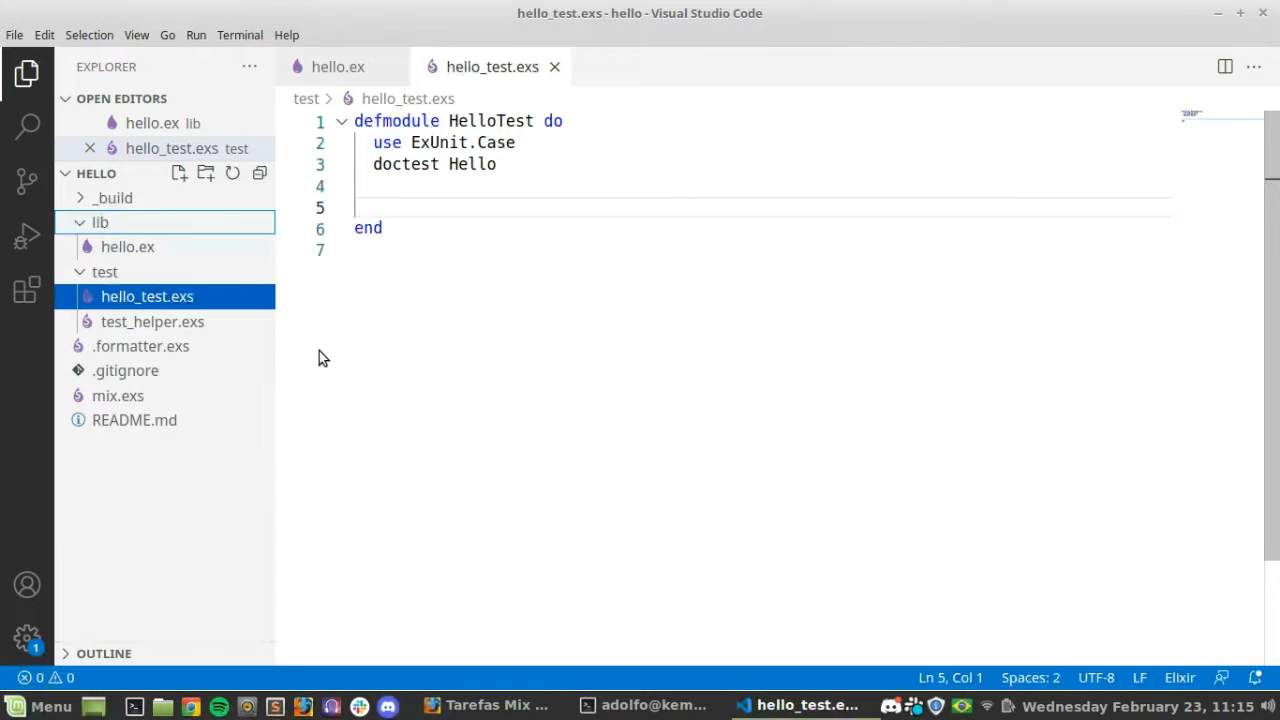 hello_test.exs - hello - Visual Studio Code
File Edit Selection View Go Run Terminal Help
EXPLORER
hello.ex
hello_test.exs
OPEN EDITORS
test > hello_test.exs
hello.ex lib
hello_test.exs test
HELLO
_build
lib
hello.ex
test
hello_test.exs
test_helper.exs
.formatter.exs
.gitignore
mix.exs
README.md
OUTLINE
1 defmodule HelloTest do
2 use ExUnit.Case
3 doctest Hello
4
5
6 end
7
1
0 0
Ln 5, Col 1 Spaces: 2 UTF-8 LF Elixir
Menu
Tarefas Mix ...
adolfo@kem...
hello_test.e...
Wednesday February 23, 11:15